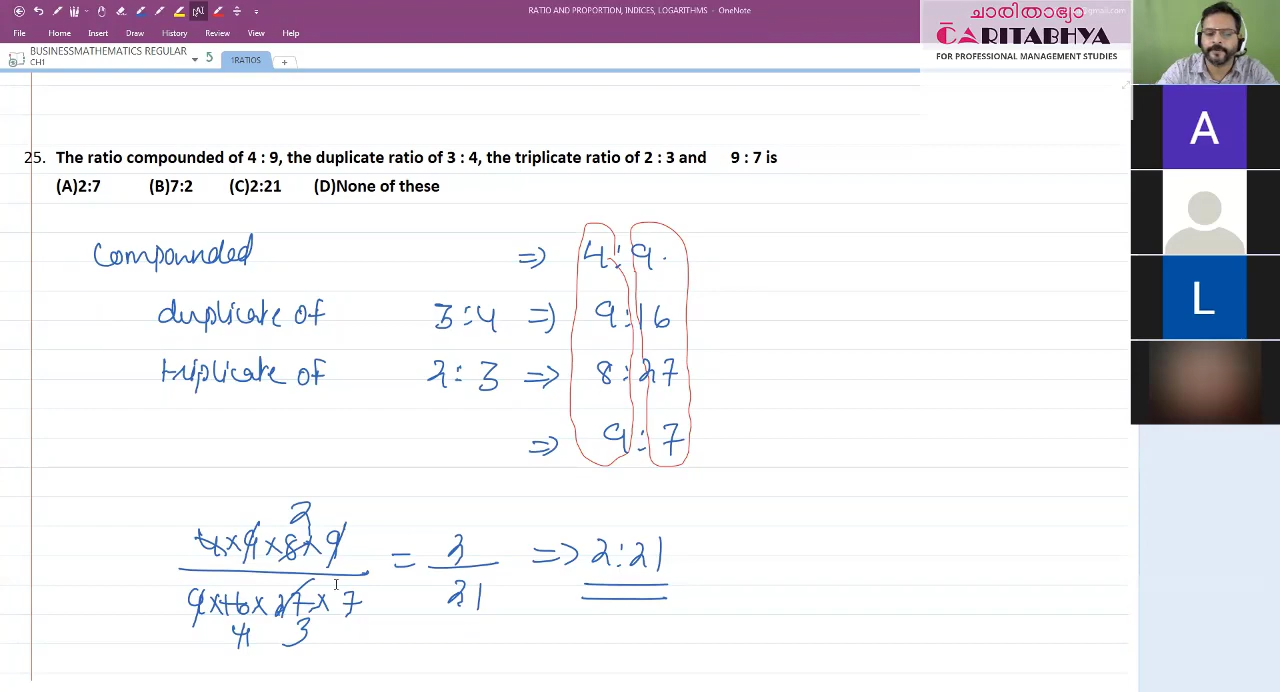 RATIO AND PROPORTION, INDICES, LOGARITHMS - OneNote
@gmail.com
File Home Insert Draw History Review View Help
BUSINESSMATHEMATICS REGULAR
CH1
5
1RATIOS
ചാരിതാഭ്യാ
CARITABHYA
FOR PROFESSIONAL MANAGEMENT STUDIES
A
L
25. The ratio compounded of 4 : 9, the duplicate ratio of 3 : 4, the triplicate ratio of 2 : 3 and 9 : 7 is
(A)2:7 (B)7:2 (C)2:21 (D)None of these
Compounded => 4:9.
duplicate of 3:4 => 9:16
triplicate of 2:3 => 8:27
=> 9:7
2
4×9×8×9 = 2 => 2:21
9×16×27×7 21
4 3